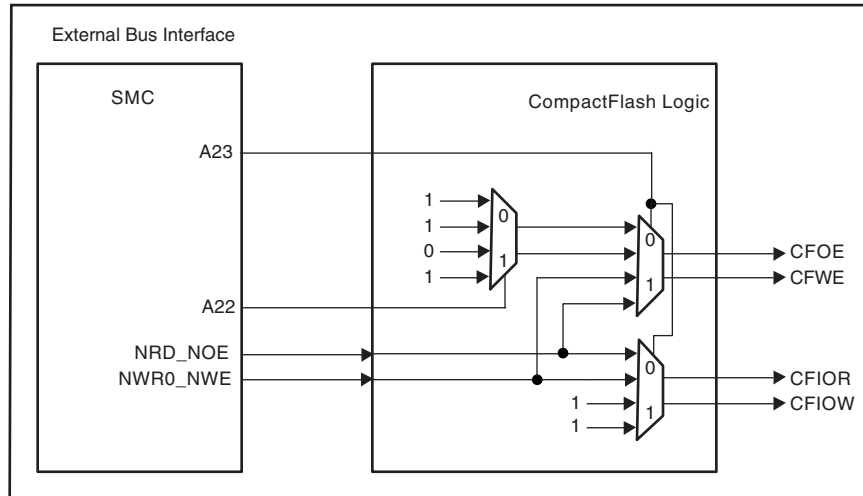 External Bus Interface
SMC
CompactFlash Logic
A23
1
1
0
1
0
1
0
1
CFOE
CFWE
A22
NRD_NOE
NWR0_NWE
1
1
0
1
CFIOR
CFIOW